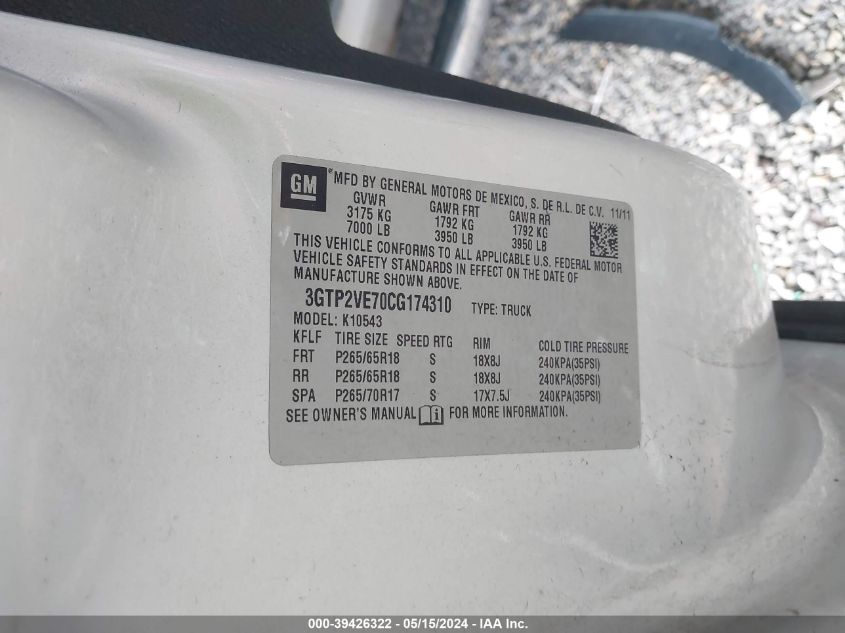 GM
®MFD BY GENERAL MOTORS DE MEXICO, S. DE R.L. DE C.V. 11/11
GVWR GAWR FRT GAWR RR
3175 KG 1792 KG 1792 KG
7000 LB 3950 LB 3950 LB
THIS VEHICLE CONFORMS TO ALL APPLICABLE U.S. FEDERAL MOTOR
VEHICLE SAFETY STANDARDS IN EFFECT ON THE DATE OF
MANUFACTURE SHOWN ABOVE.
3GTP2VE70CG174310 TYPE: TRUCK
MODEL: K10543
KFLF TIRE SIZE SPEED RTG RIM COLD TIRE PRESSURE
FRT P265/65R18 S 18X8J 240KPA(35PSI)
RR P265/65R18 S 18X8J 240KPA(35PSI)
SPA P265/70R17 S 17X7.5J 240KPA(35PSI)
SEE OWNER'S MANUAL i FOR MORE INFORMATION.
000-39426322 - 05/15/2024 - IAA Inc.